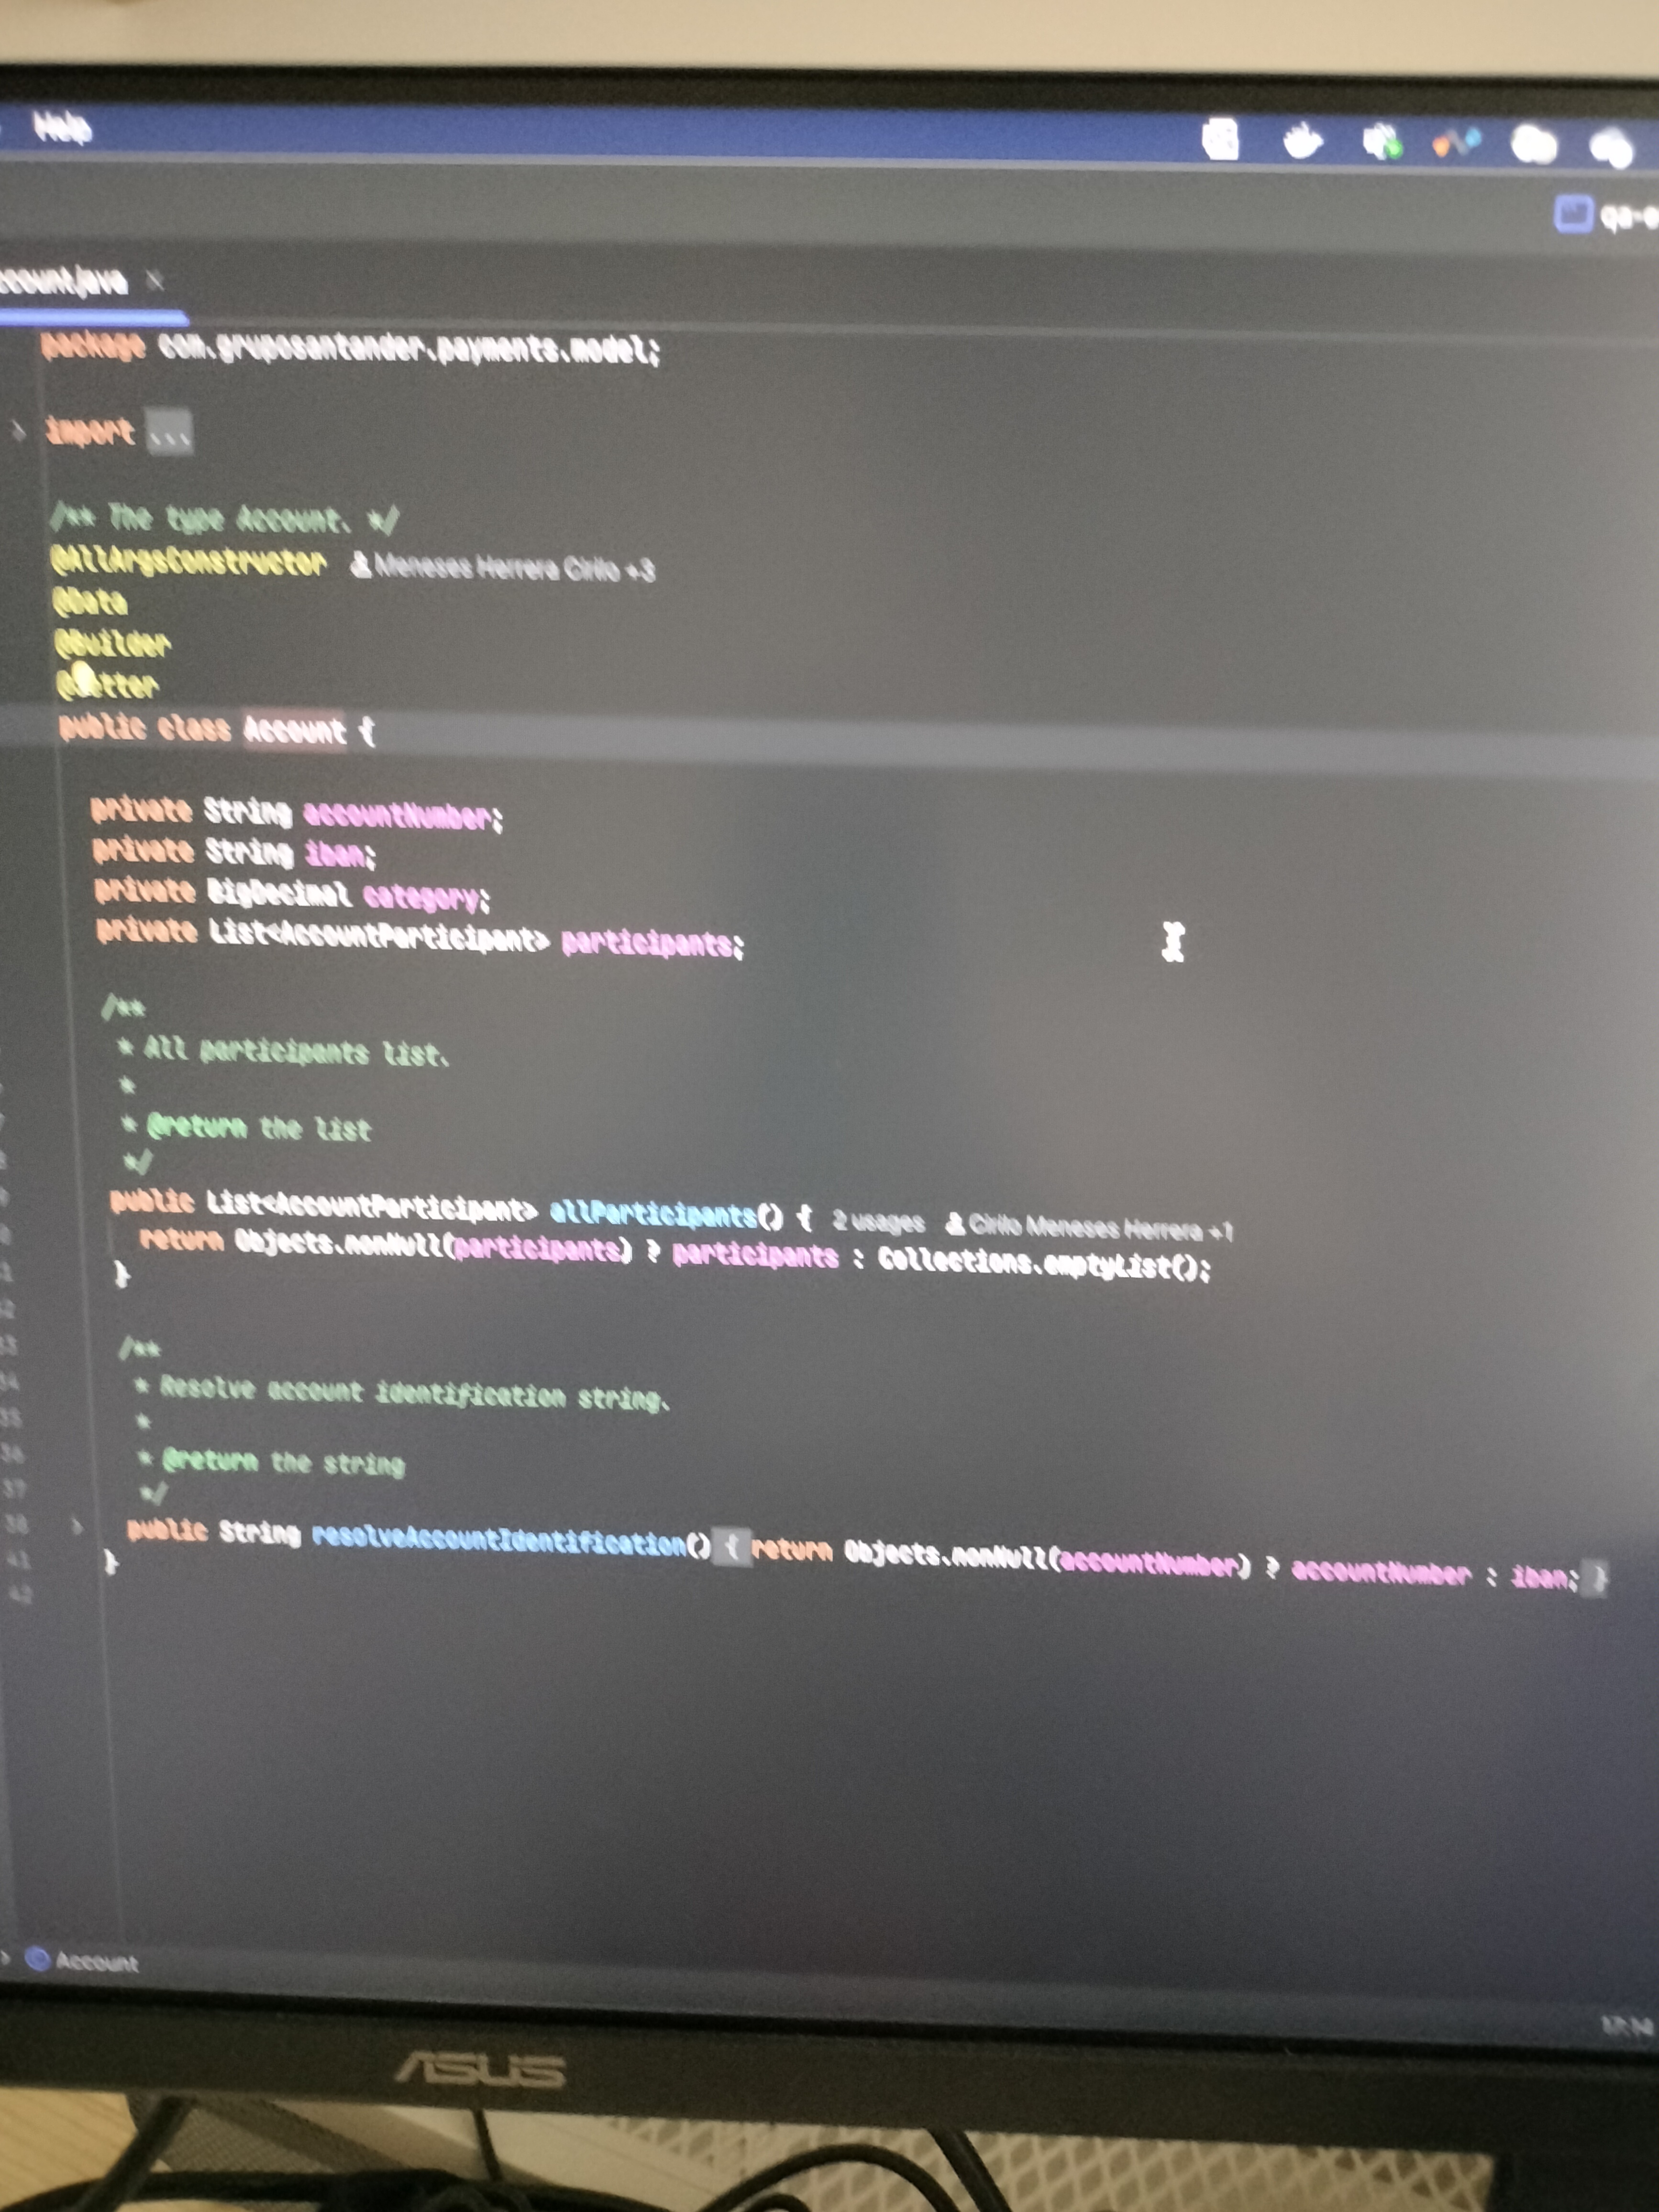 Help
qa-
ccount.java ×
package com.gruposantander.payments.model;
import ...
/** The type Account. */
@AllArgsConstructor Meneses Herrera Cirilo +3
@Data
@Builder
public class Account {
private String accountNumber;
private String iban;
private BigDecimal category;
private List<AccountParticipant> participants;
/**
* All participants list.
*
* @return the list
*/
public List<AccountParticipant> allParticipants() { 2 usages Cirilo Meneses Herrera +1
return Objects.nonNull(participants) ? participants : Collections.emptyList();
}
/**
* Resolve account identification string.
*
* @return the string
*/
38 public String resolveAccountIdentification() { return Objects.nonNull(accountNumber) ? accountNumber : iban; }
41 }
42
Account
ASUS